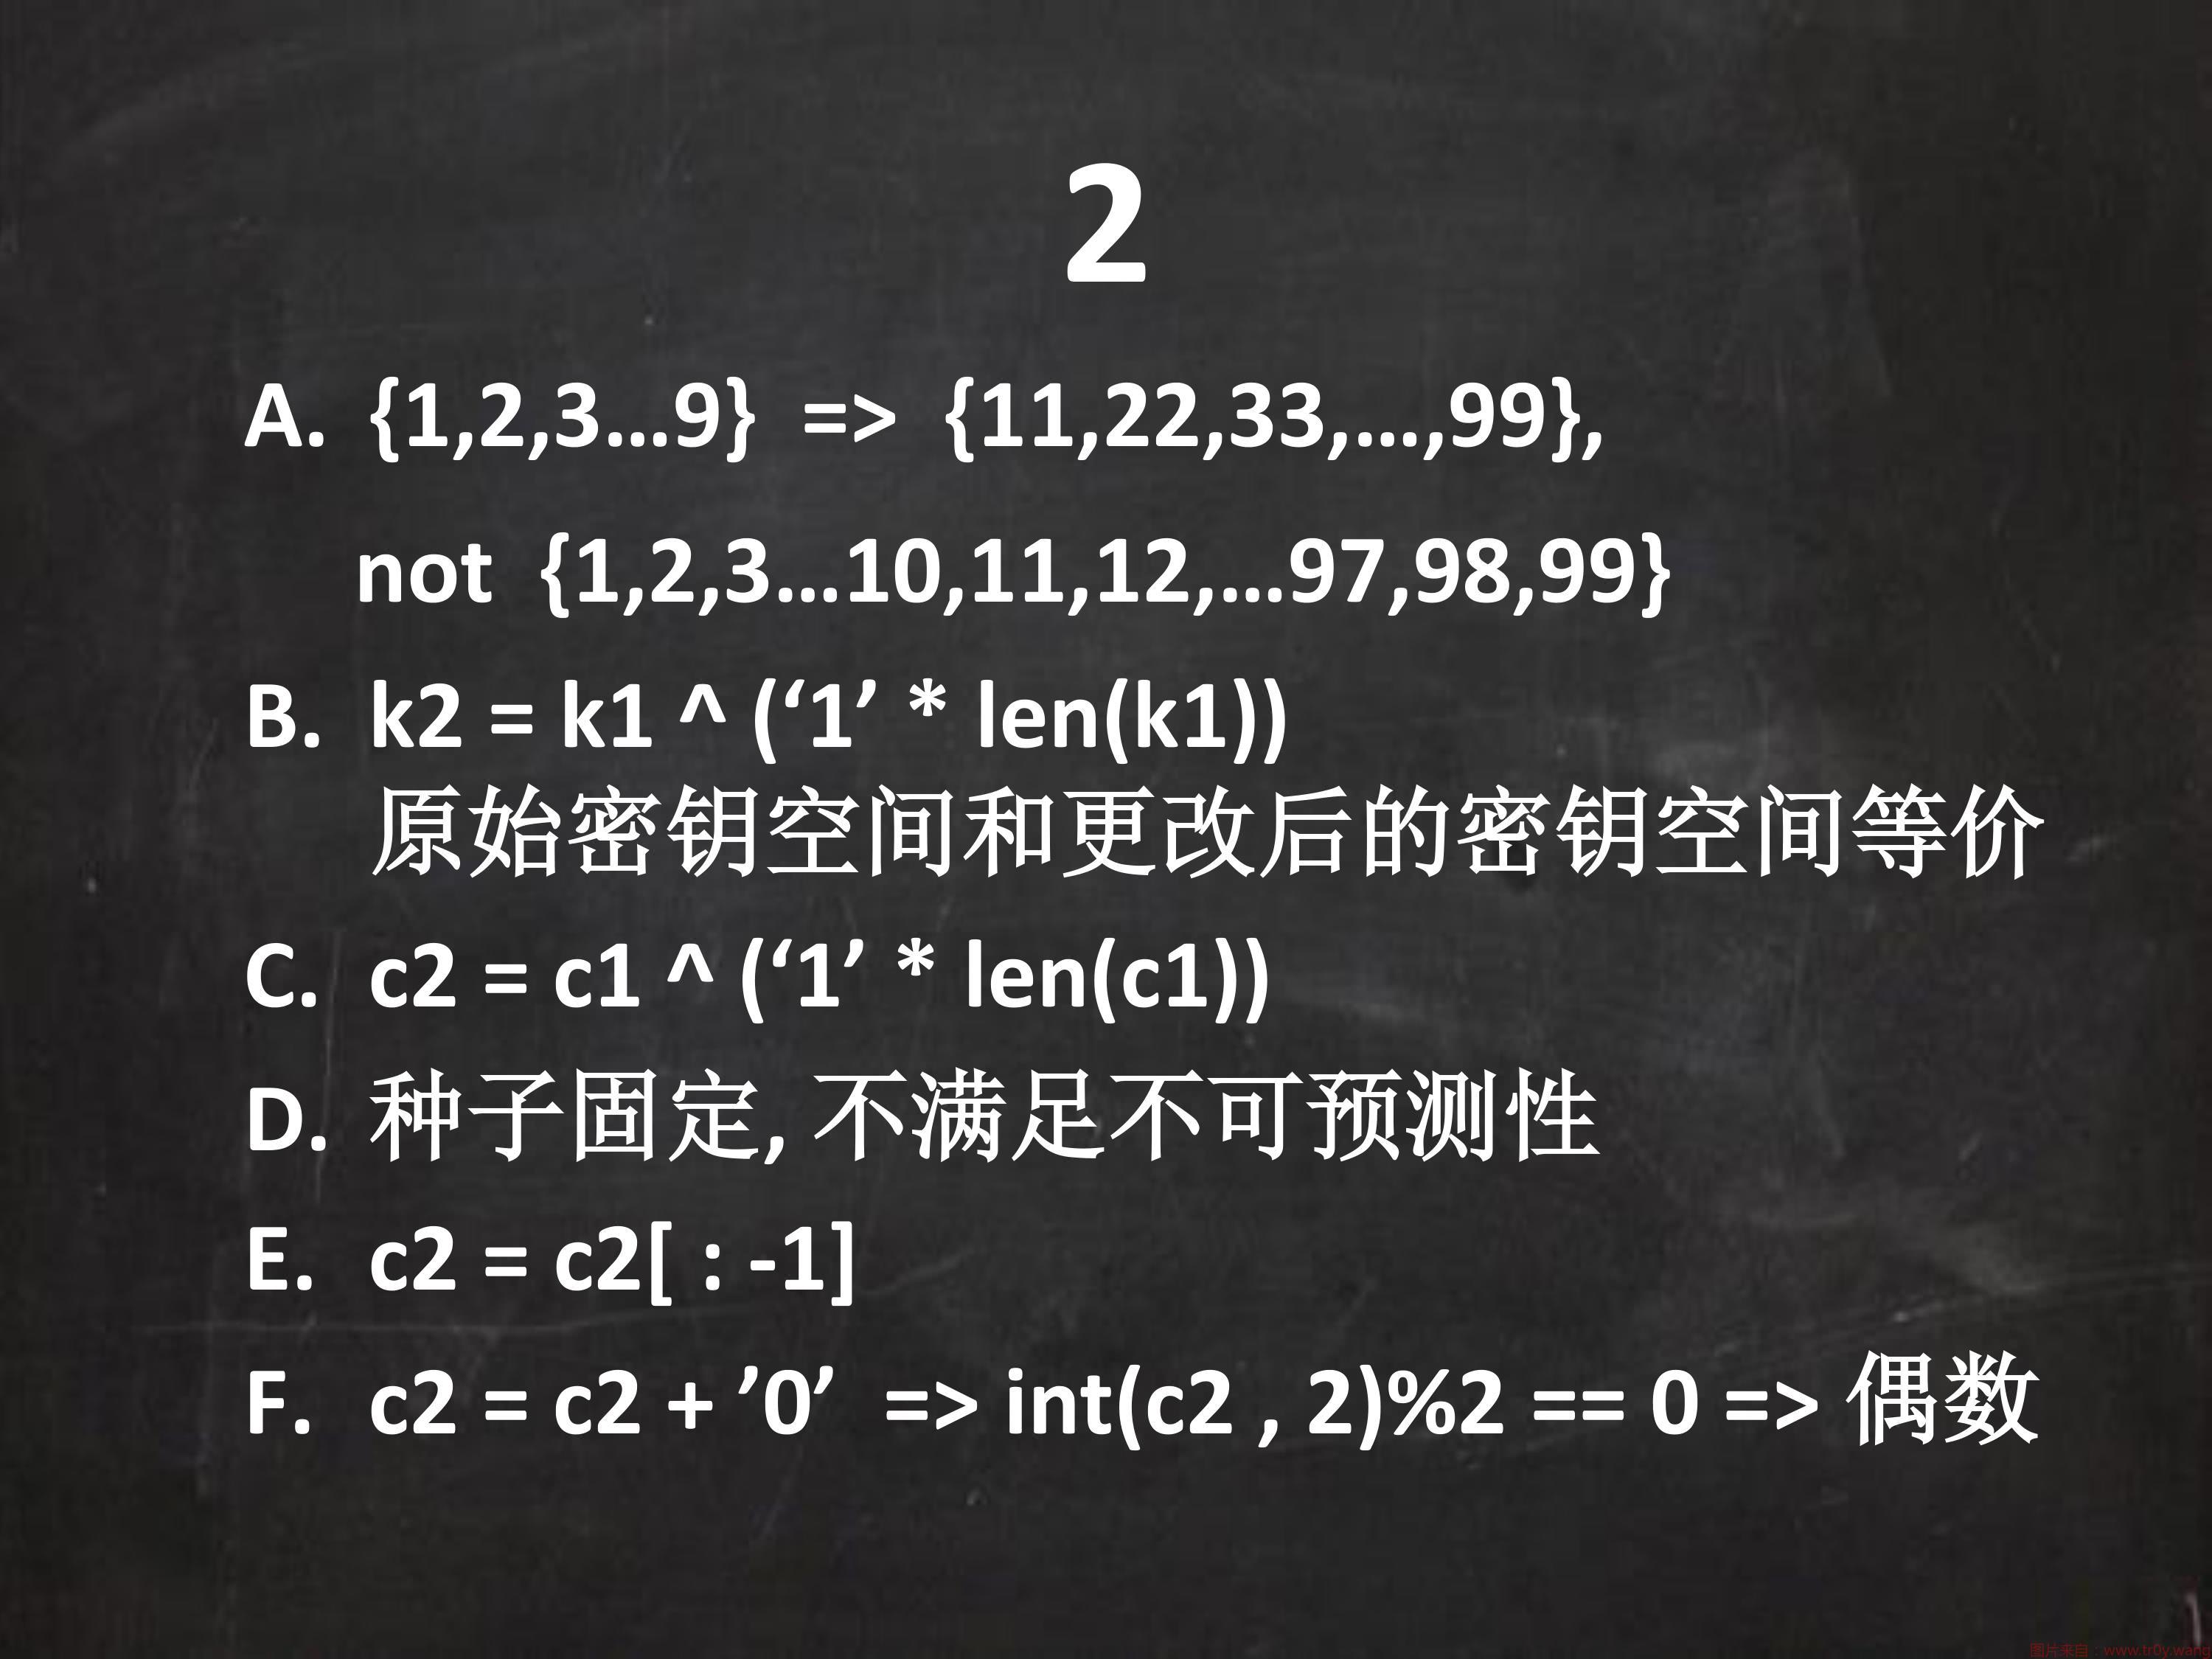 2
A. {1,2,3...9} => {11,22,33,...,99},
not {1,2,3...10,11,12,...97,98,99}
B. k2 = k1 ^ (‘1’ * len(k1))
原始密钥空间和更改后的密钥空间等价
C. c2 = c1 ^ (‘1’ * len(c1))
D. 种子固定, 不满足不可预测性
E. c2 = c2[ : -1]
F. c2 = c2 + ’0’ => int(c2 , 2)%2 == 0 => 偶数
图片来自：www.tr0y.wang